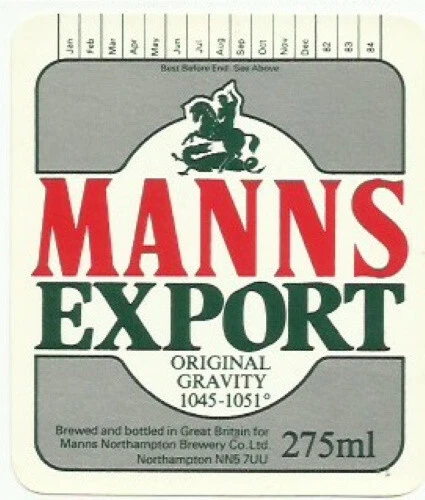 Jan Feb Mar Apr May Jun Jul Aug Sep Oct Nov Dec 82 83 84
Best Before End: See Above
MANNS
EXPORT
ORIGINAL
GRAVITY
1045-1051°
Brewed and bottled in Great Britain for
Manns Northampton Brewery Co. Ltd.
Northampton NN5 7UU
275ml